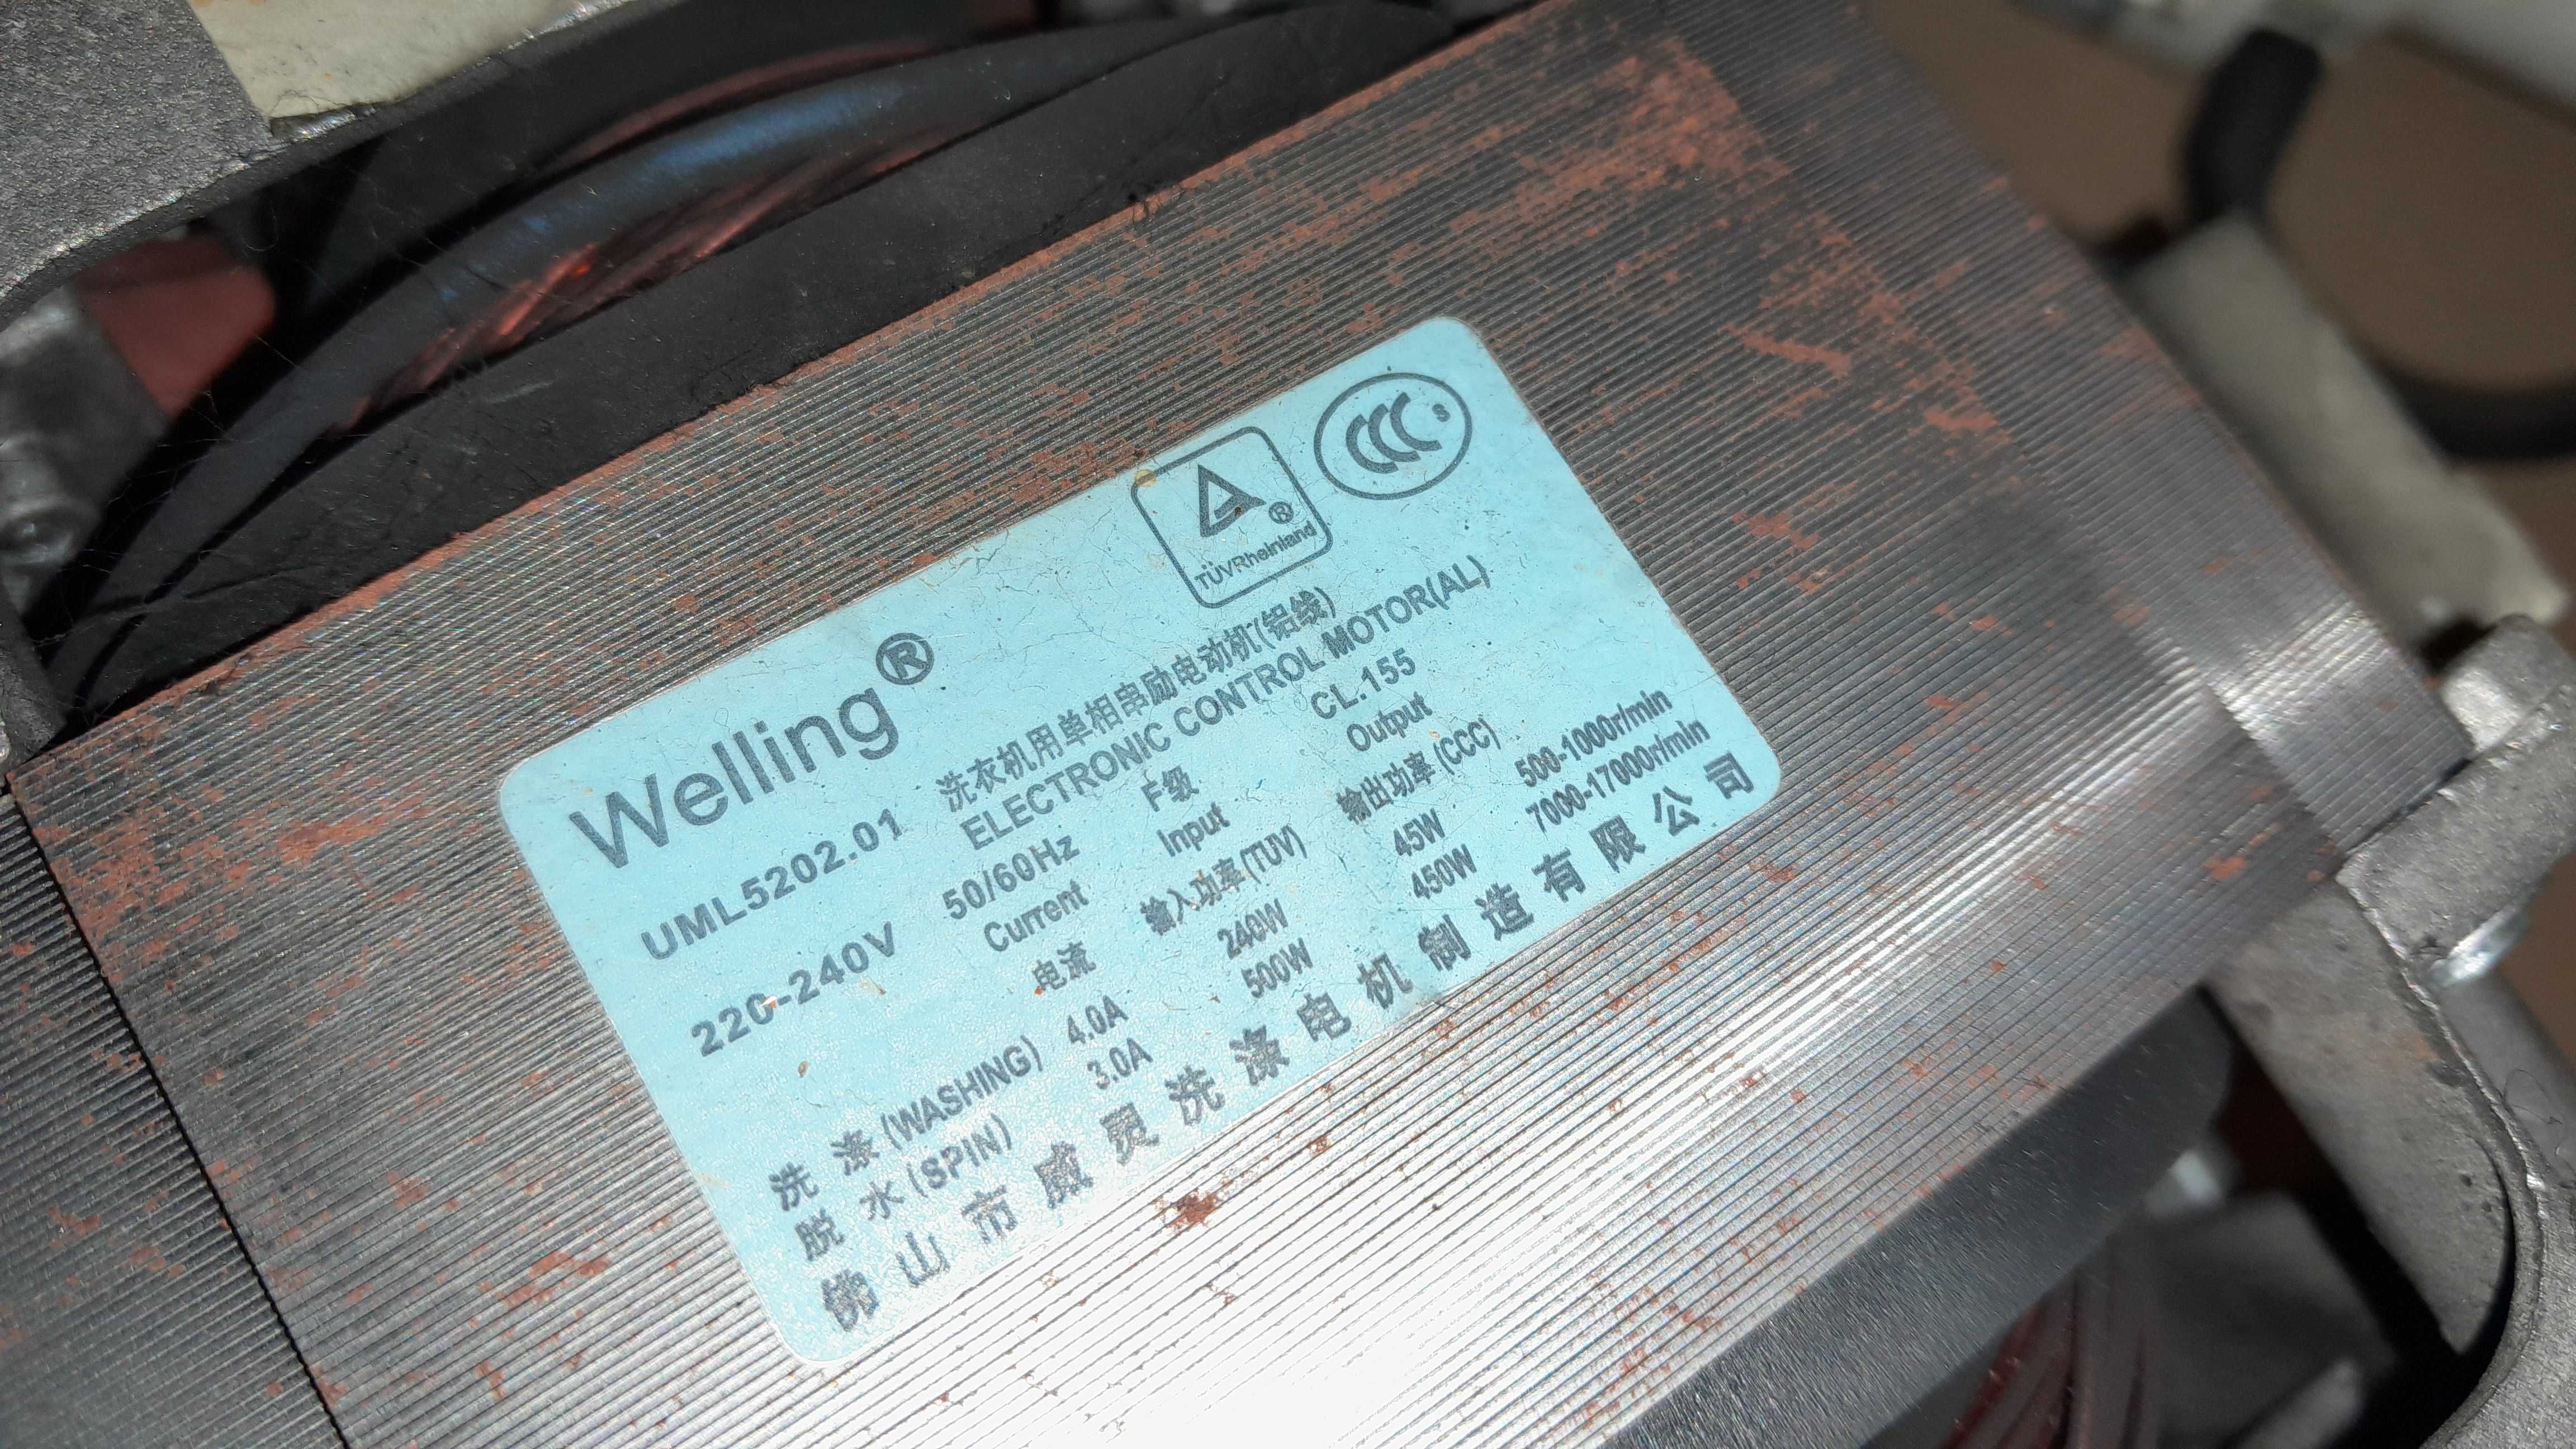 Welling®
TÜVRheinland®
CCC S
UML5202.01 洗衣机用单相串励电动机(铝线)
ELECTRONIC CONTROL MOTOR(AL)
220-240V 50/60Hz F级 CL.155
Current Input Output
电流 输入功率(TUV) 输出功率(CCC)
洗 涤 (WASHING) 4.0A 240W 45W 500-1000r/min
脱 水 (SPIN) 3.0A 500W 450W 7000-17000r/min
佛山市威灵洗涤电机制造有限公司